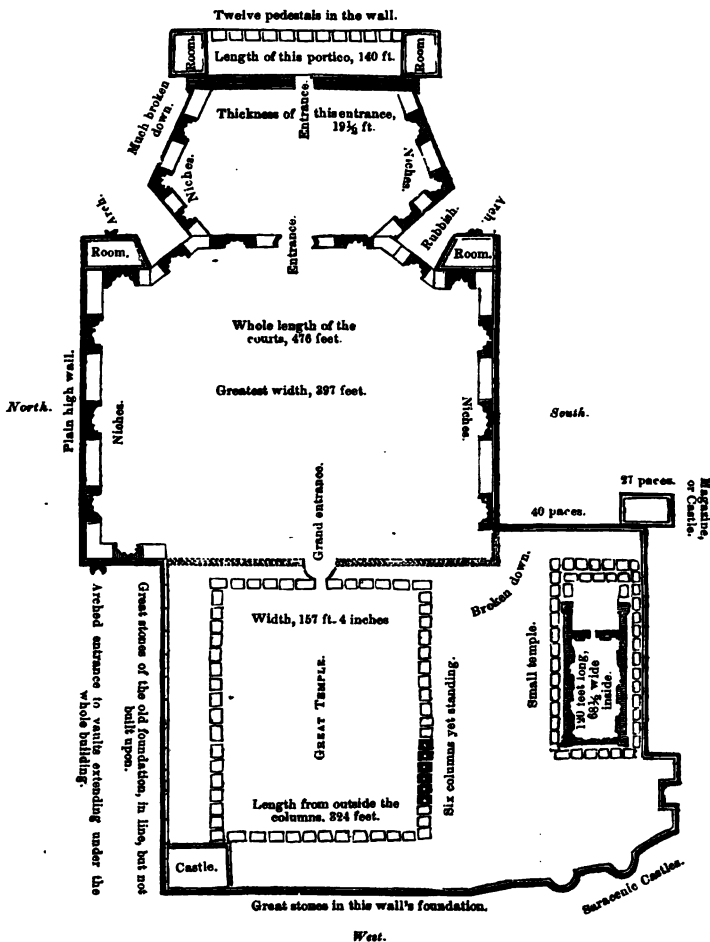 Twelve pedestals in the wall.
Room.
Length of this portico, 140 ft.
Room
Much broken
down.
Thickness of this entrance,
19½ ft.
Entrance.
Niches.
Niches.
Arch.
Arch.
Rubbish.
Room.
Entrance.
Room.
Whole length of the
courts, 476 feet.
Greatest width, 397 feet.
North.
Plain high wall.
Niches.
Niches.
South.
Grand entrance.
27 paces.
Magazine,
or Castle.
40 paces.
Broken down.
Arched entrance to vaults extending under the
whole building.
Great stones of the old foundation, in line, but not
built upon.
Width, 157 ft. 4 inches
GREAT TEMPLE.
Six columns yet standing.
Small temple.
120 feet long,
68½ wide
inside.
Length from outside the
columns, 324 feet.
Castle.
Saracenic Castles.
Great stones in this wall's foundation.
West.